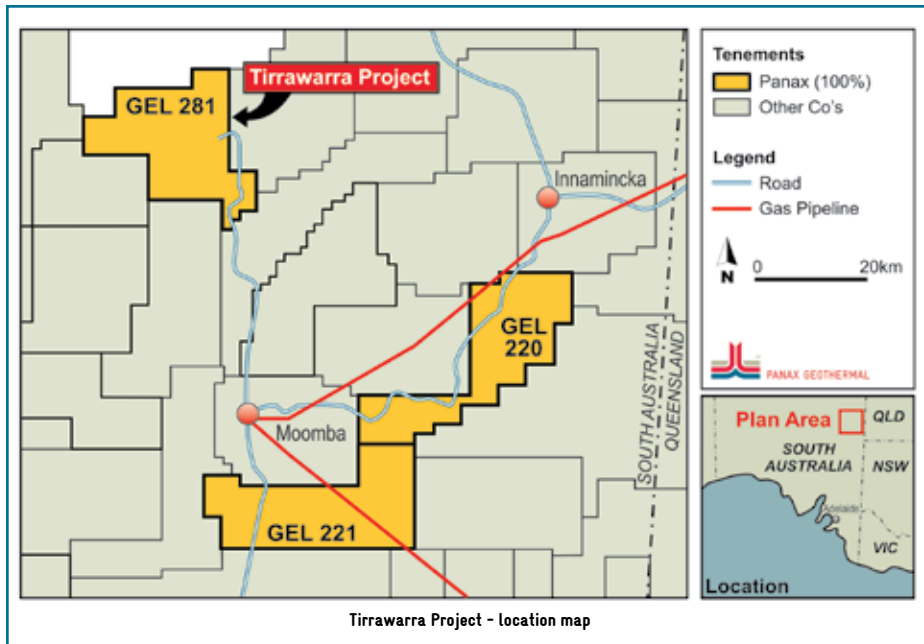 Tirrawarra Project
GEL 281
Innamincka
GEL
220
Moomba
GEL 221
SOUTH AUSTRALIA
QUEENSLAND
Tenements
Panax (100%)
Other Co's
Legend
Road
Gas Pipeline
N
0 20km
PANAX GEOTHERMAL
Plan Area
QLD
SOUTH
AUSTRALIA
NSW
Adelaide
VIC
Location
Tirrawarra Project - location map